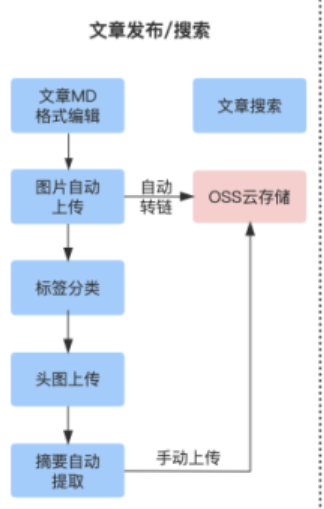 文章发布/搜索
文章MD
格式编辑
文章搜索
图片自动
上传
自动
转链
OSS云存储
标签分类
头图上传
摘要自动
提取
手动上传